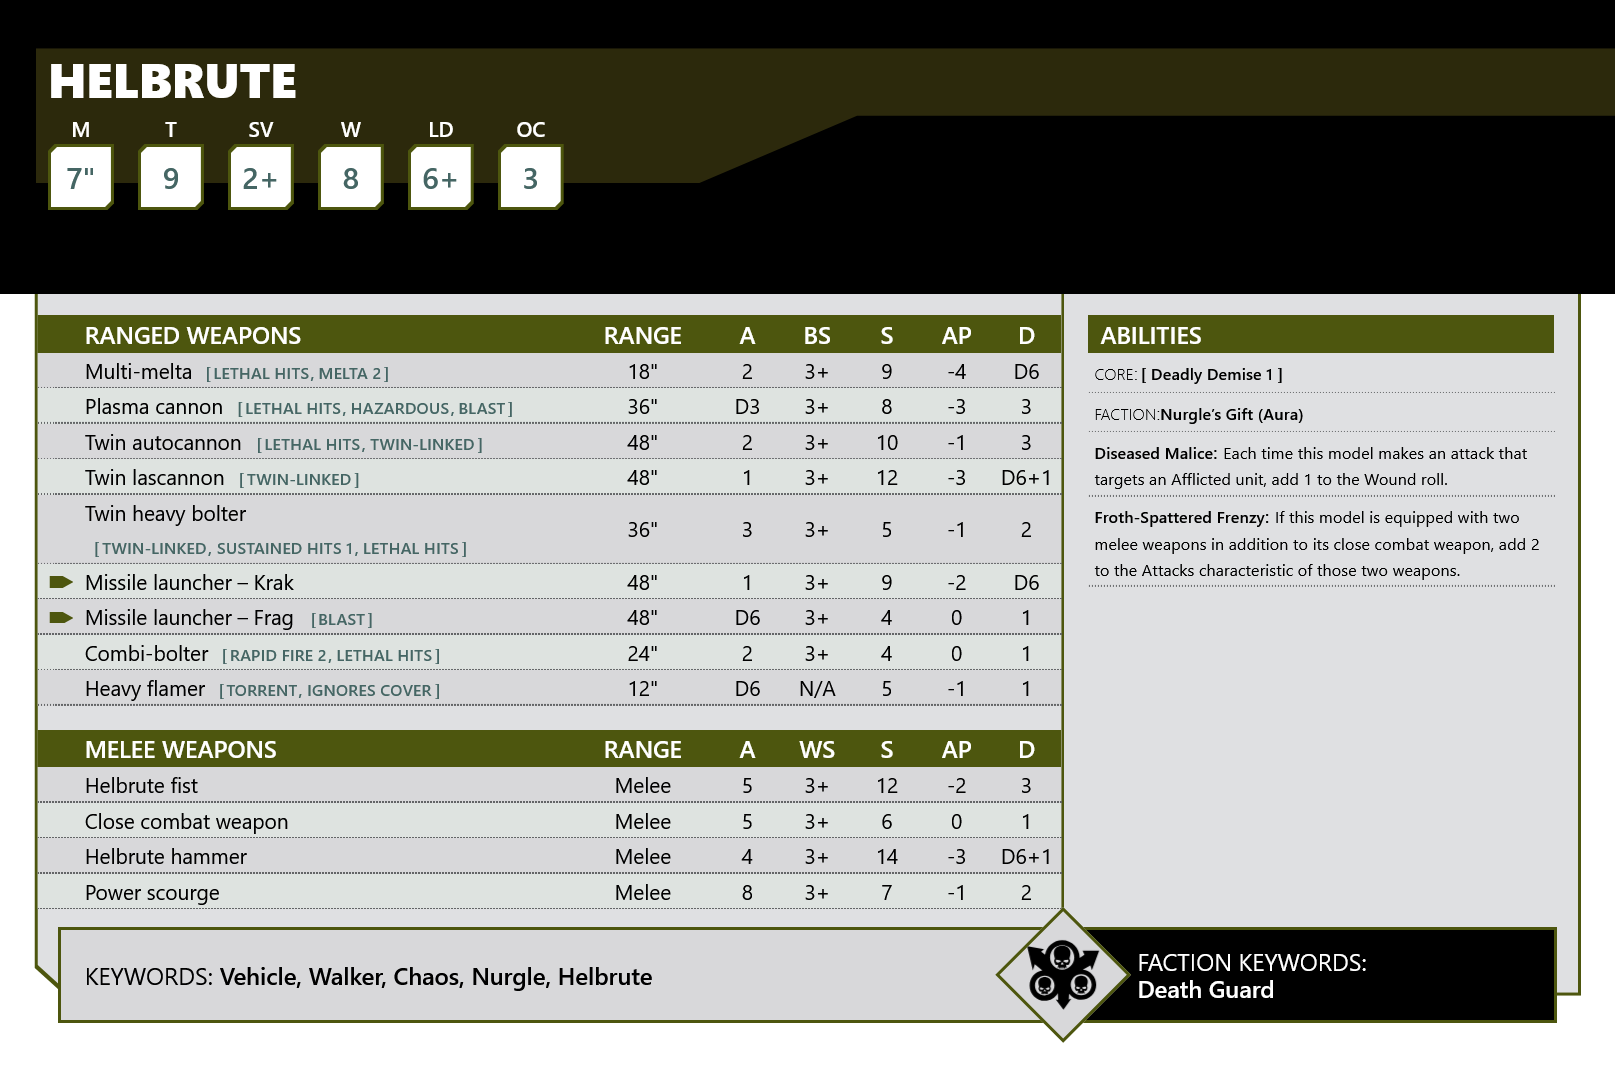 HELBRUTE
M T SV W LD OC
7" 9 2+ 8 6+ 3
RANGED WEAPONS RANGE A BS S AP D
Multi-melta [LETHAL HITS, MELTA 2] 18" 2 3+ 9 -4 D6
Plasma cannon [LETHAL HITS, HAZARDOUS, BLAST] 36" D3 3+ 8 -3 3
Twin autocannon [LETHAL HITS, TWIN-LINKED] 48" 2 3+ 10 -1 3
Twin lascannon [TWIN-LINKED] 48" 1 3+ 12 -3 D6+1
Twin heavy bolter
[TWIN-LINKED, SUSTAINED HITS 1, LETHAL HITS] 36" 3 3+ 5 -1 2
Missile launcher – Krak 48" 1 3+ 9 -2 D6
Missile launcher – Frag [BLAST] 48" D6 3+ 4 0 1
Combi-bolter [RAPID FIRE 2, LETHAL HITS] 24" 2 3+ 4 0 1
Heavy flamer [TORRENT, IGNORES COVER] 12" D6 N/A 5 -1 1
MELEE WEAPONS RANGE A WS S AP D
Helbrute fist Melee 5 3+ 12 -2 3
Close combat weapon Melee 5 3+ 6 0 1
Helbrute hammer Melee 4 3+ 14 -3 D6+1
Power scourge Melee 8 3+ 7 -1 2
ABILITIES
CORE: [ Deadly Demise 1 ]
FACTION:Nurgle's Gift (Aura)
Diseased Malice: Each time this model makes an attack that
targets an Afflicted unit, add 1 to the Wound roll.
Froth-Spattered Frenzy: If this model is equipped with two
melee weapons in addition to its close combat weapon, add 2
to the Attacks characteristic of those two weapons.
KEYWORDS: Vehicle, Walker, Chaos, Nurgle, Helbrute
FACTION KEYWORDS:
Death Guard